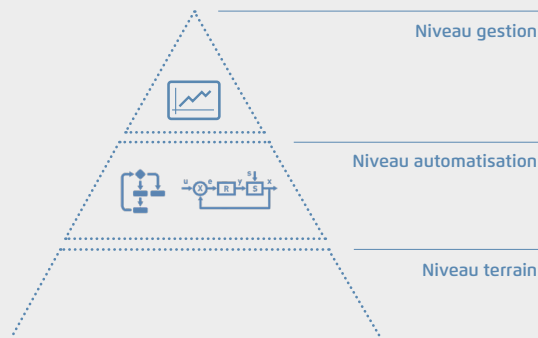 Niveau gestion
Niveau automatisation
u e R y s S x
Niveau terrain